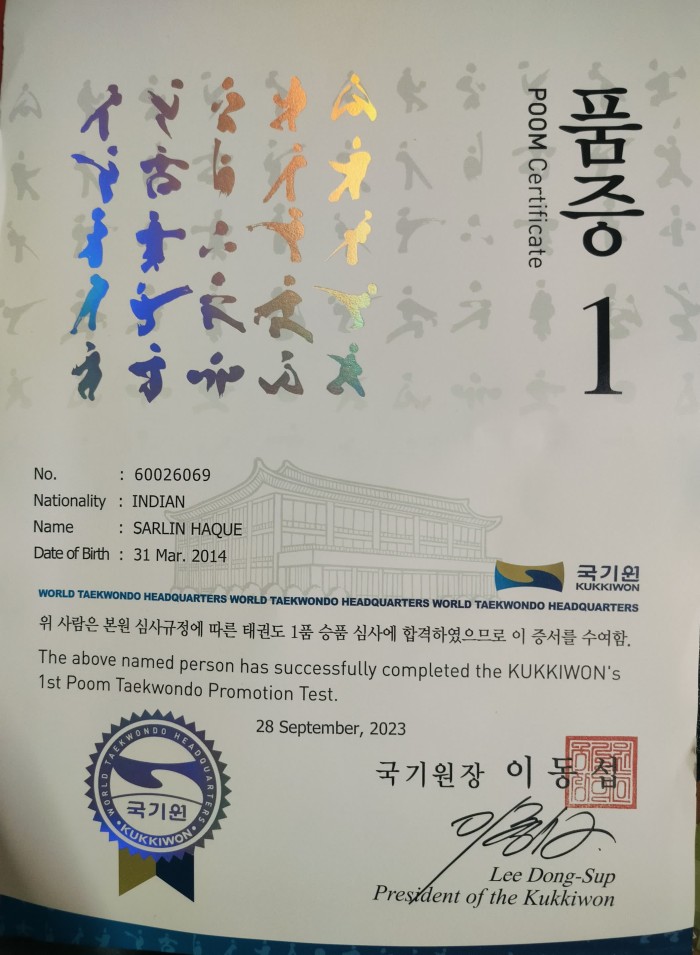 품증
POOM Certificate
1
No. : 60026069
Nationality : INDIAN
Name : SARLIN HAQUE
Date of Birth : 31 Mar. 2014
국기원
KUKKIWON
WORLD TAEKWONDO HEADQUARTERS WORLD TAEKWONDO HEADQUARTERS WORLD TAEKWONDO HEADQUARTERS
위 사람은 본원 심사규정에 따른 태권도 1품 승품 심사에 합격하였으므로 이 증서를 수여함.
The above named person has successfully completed the KUKKIWON's
1st Poom Taekwondo Promotion Test.
28 September, 2023
WORLD TAEKWONDO HEADQUARTERS
국기원
KUKKIWON
국기원장 이동섭
Lee Dong-Sup
President of the Kukkiwon